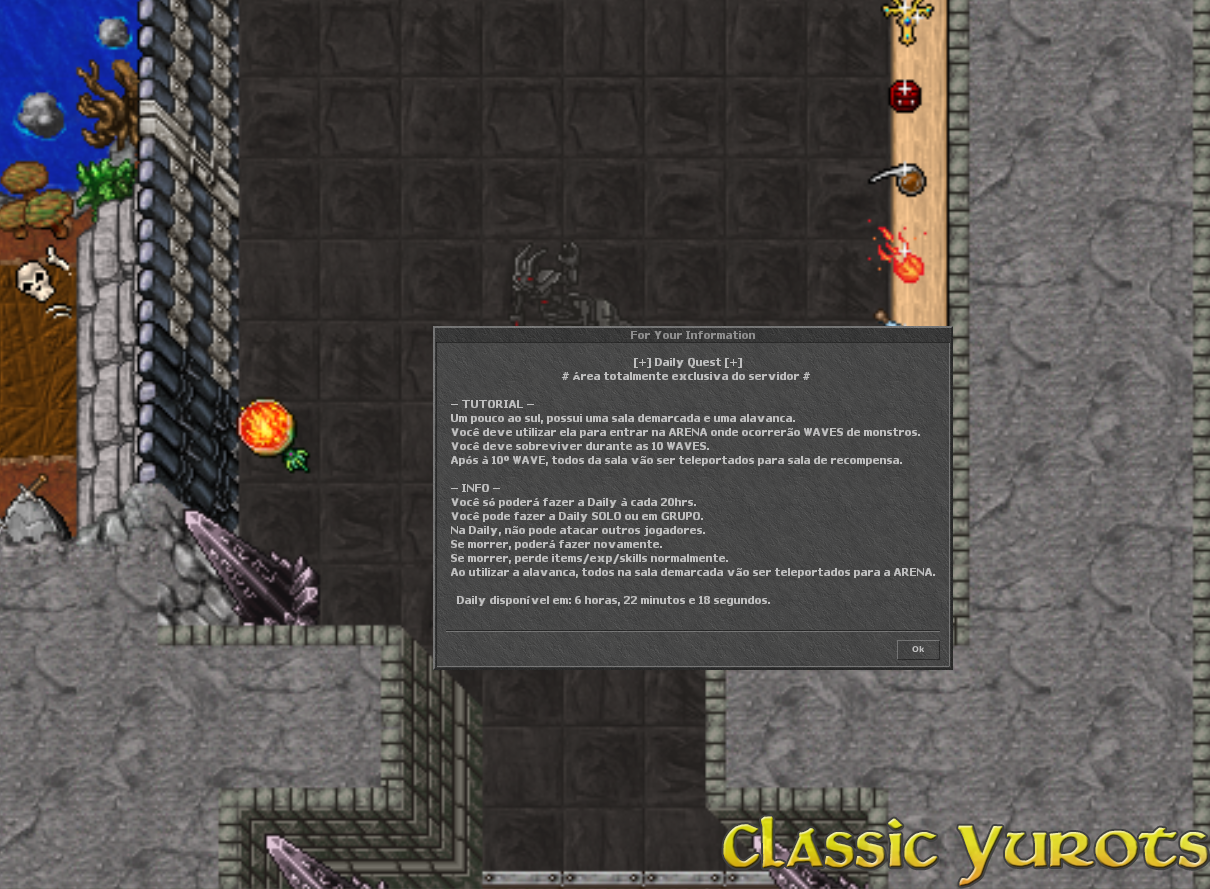 For Your Information
[+] Daily Quest [+]
# Área totalmente exclusiva do servidor #
– TUTORIAL –
Um pouco ao sul, possui uma sala demarcada e uma alavanca.
Você deve utilizar ela para entrar na ARENA onde ocorrerão WAVES de monstros.
Você deve sobreviver durante as 10 WAVES.
Após à 10º WAVE, todos da sala vão ser teleportados para sala de recompensa.
– INFO –
Você só poderá fazer a Daily à cada 20hrs.
Você pode fazer a Daily SOLO ou em GRUPO.
Na Daily, não pode atacar outros jogadores.
Se morrer, poderá fazer novamente.
Se morrer, perde items/exp/skills normalmente.
Ao utilizar a alavanca, todos na sala demarcada vão ser teleportados para a ARENA.
Daily disponível em: 6 horas, 22 minutos e 18 segundos.
Ok
Classic Yurots